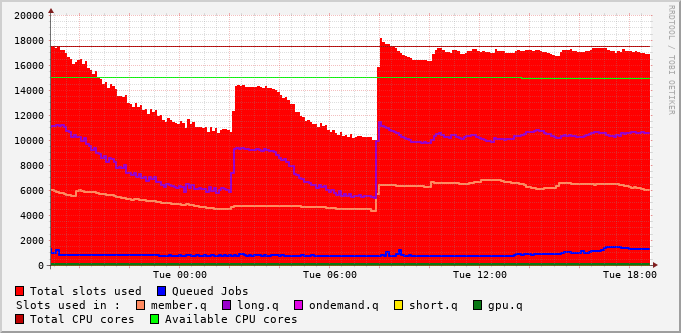 20000
18000
16000
14000
12000
10000
8000
6000
4000
2000
0
Tue 00:00 Tue 06:00 Tue 12:00 Tue 18:00
RRDTOOL / TOBI OETIKER
Total slots used Queued Jobs
Slots used in : member.q long.q ondemand.q short.q gpu.q
Total CPU cores Available CPU cores